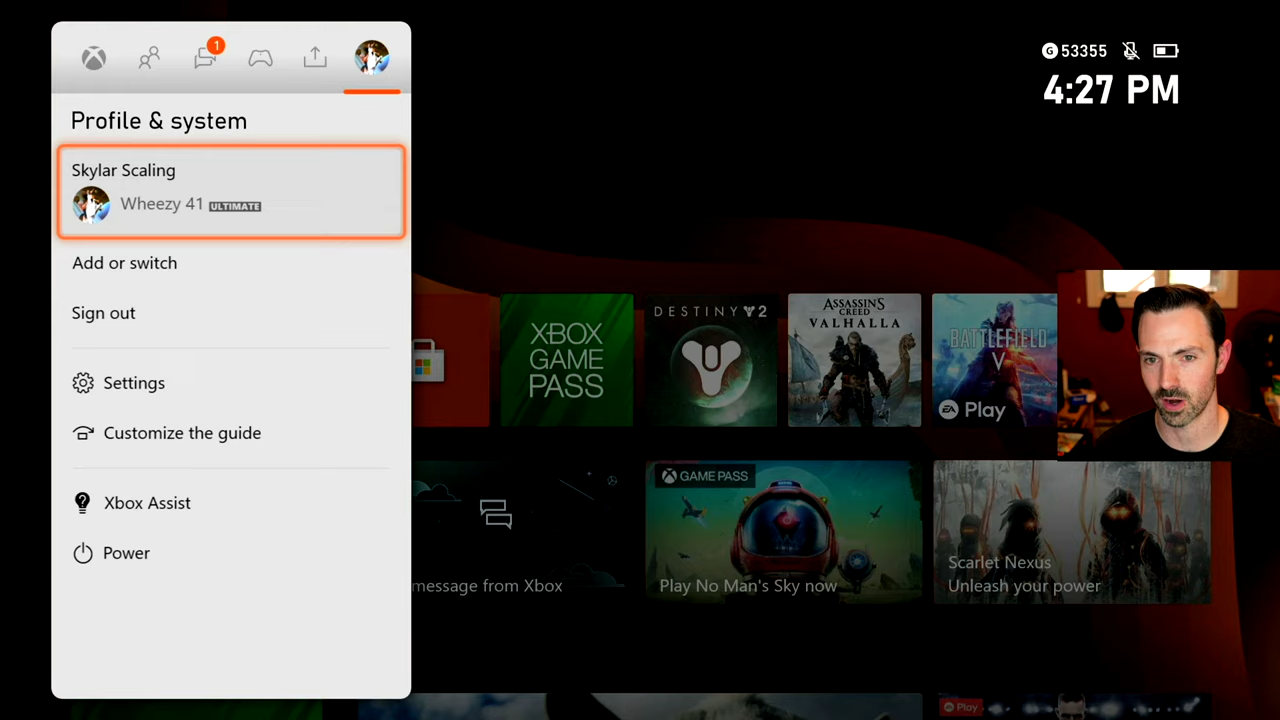 1
G 53355
4:27 PM
Profile & system
Skylar Scaling
Wheezy 41 ULTIMATE
Add or switch
Sign out
Settings
Customize the guide
Xbox Assist
Power
XBOX
GAME
PASS
DESTINY 2
ASSASSIN'S
CREED
VALHALLA
BATTLEFIELD
V
EA Play
message from Xbox
GAME PASS
Play No Man's Sky now
Scarlet Nexus
Unleash your power
EA Play